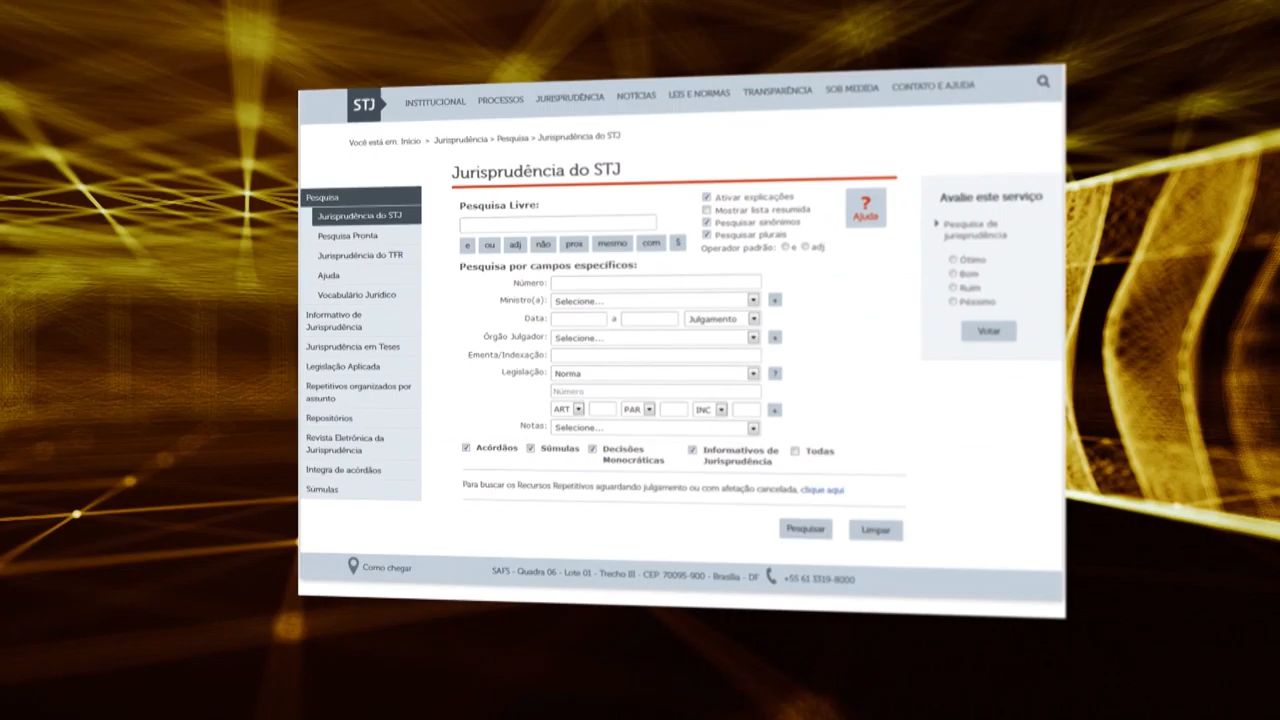 STJ
INSTITUCIONAL PROCESSOS JURISPRUDÊNCIA NOTÍCIAS LEIS E NORMAS TRANSPARÊNCIA SOB MEDIDA CONTATO E AJUDA
Você está em: Início > Jurisprudência > Pesquisa > Jurisprudência do STJ
Jurisprudência do STJ
Pesquisa
Jurisprudência do STJ
Pesquisa Pronta
Jurisprudência do TFR
Ajuda
Vocabulário Jurídico
Informativo de
Jurisprudência
Jurisprudência em Teses
Legislação Aplicada
Repetitivos organizados por
assunto
Repositórios
Revista Eletrônica da
Jurisprudência
Íntegra de acórdãos
Súmulas
Pesquisa Livre:
e ou adj não prox mesmo com $
Ativar explicações
Mostrar lista resumida
Pesquisar sinônimos
Pesquisar plurais
Operador padrão: e adj
?
Ajuda
Pesquisa por campos específicos:
Número:
Ministro(a): Selecione... +
Data: a Julgamento
Órgão Julgador: Selecione... +
Ementa/Indexação:
Legislação: Norma ?
Número
ART PAR INC +
Notas: Selecione...
Acórdãos Súmulas Decisões Informativos de Todas
Monocráticas Jurisprudência
Para buscar os Recursos Repetitivos aguardando julgamento ou com afetação cancelada, clique aqui
Pesquisar Limpar
Avalie este serviço
Pesquisa de
jurisprudência
Ótimo
Bom
Ruim
Péssimo
Votar
Como chegar
SAFS - Quadra 06 - Lote 01 - Trecho III - CEP: 70095-900 - Brasília - DF +55 61 3319-8000